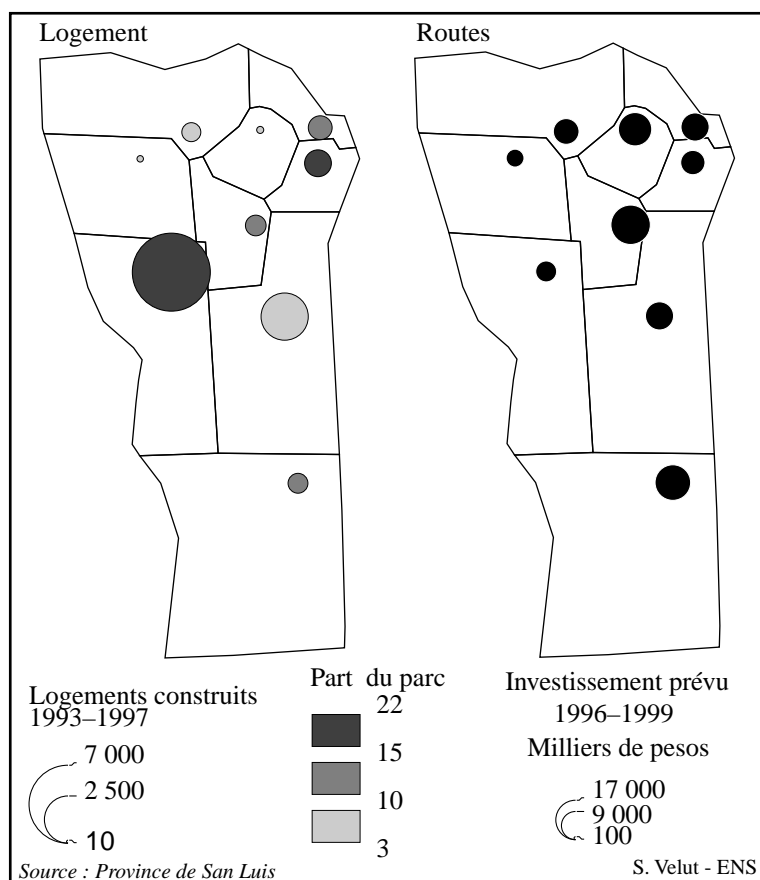 Logement
Routes
Logements construits
1993–1997
7 000
2 500
10
Part du parc
22
15
10
3
Investissement prévu
1996–1999
Milliers de pesos
17 000
9 000
100
Source : Province de San Luis
S. Velut - ENS